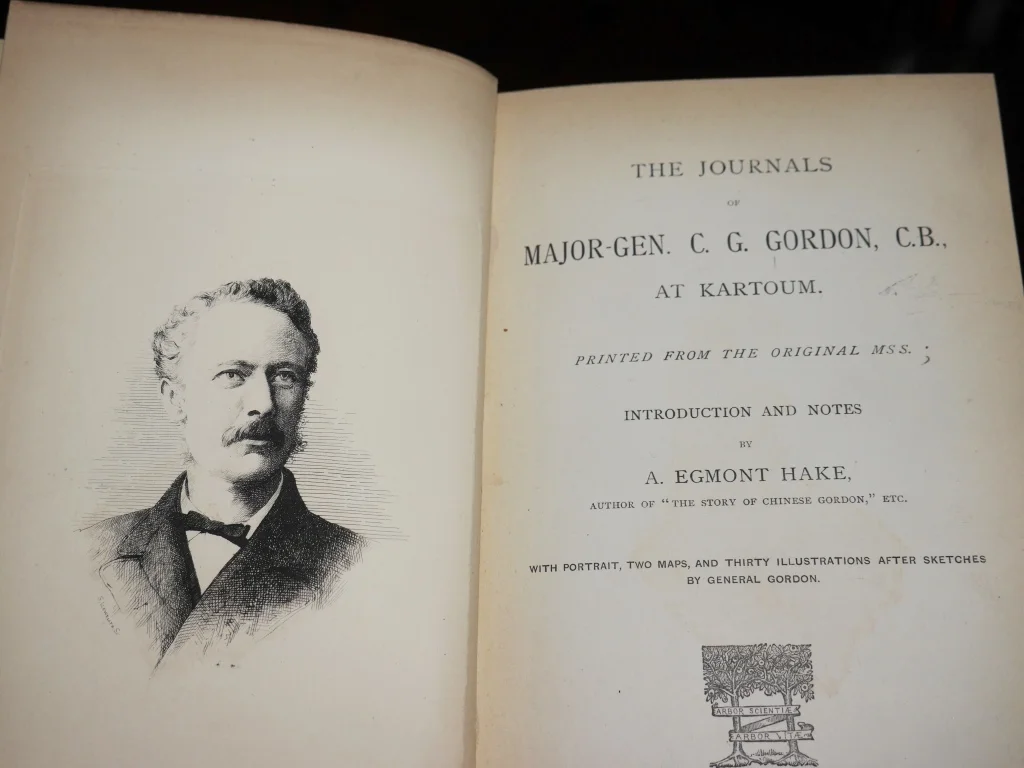 THE JOURNALS
OF
MAJOR-GEN. C. G. GORDON, C.B.,
AT KARTOUM.
PRINTED FROM THE ORIGINAL MSS.
INTRODUCTION AND NOTES
BY
A. EGMONT HAKE,
AUTHOR OF "THE STORY OF CHINESE GORDON," ETC.
WITH PORTRAIT, TWO MAPS, AND THIRTY ILLUSTRATIONS AFTER SKETCHES
BY GENERAL GORDON.
ARBOR SCIENTIÆ
ARBOR VITÆ